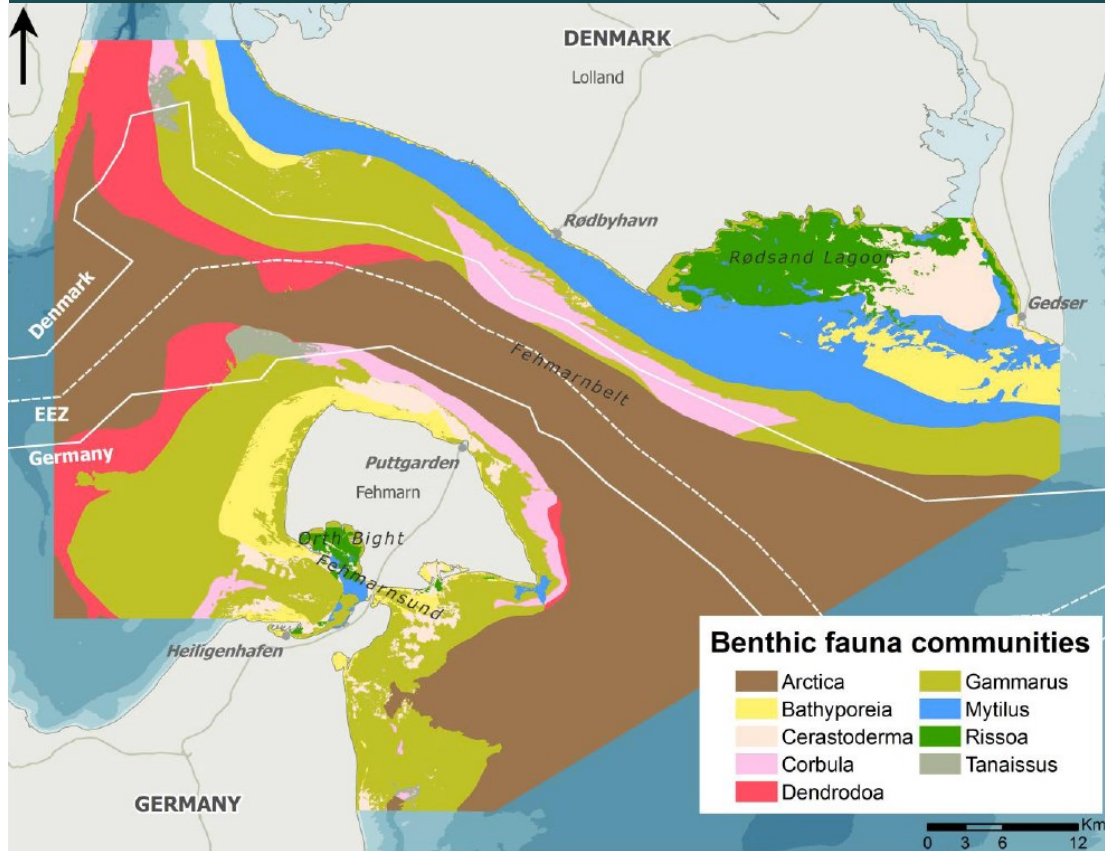 DENMARK
Lolland
Rødbyhavn
Rødsand Lagoon
Gedser
Denmark
Fehmarnbelt
EEZ
Germany
Puttgarden
Fehmarn
Orth Bight
Fehmarnsund
Heiligenhafen
GERMANY
Benthic fauna communities
Arctica
Bathyporeia
Cerastoderma
Corbula
Dendrodoa
Gammarus
Mytilus
Rissoa
Tanaissus
Km
0 3 6 12